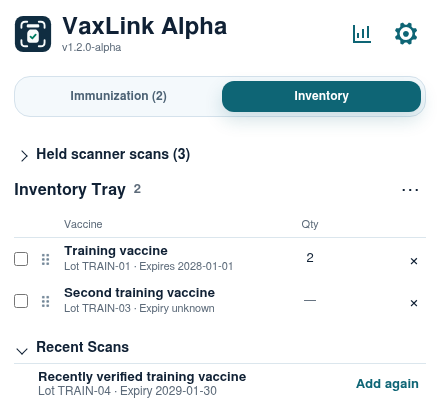 VaxLink Alpha
v1.2.0-alpha
Immunization (2)
Inventory
Held scanner scans (3)
Inventory Tray 2
Vaccine Qty
Training vaccine
Lot TRAIN-01 · Expires 2028-01-01
2
×
Second training vaccine
Lot TRAIN-03 · Expiry unknown
—
×
Recent Scans
Recently verified training vaccine
Lot TRAIN-04 · Expiry 2029-01-30
Add again